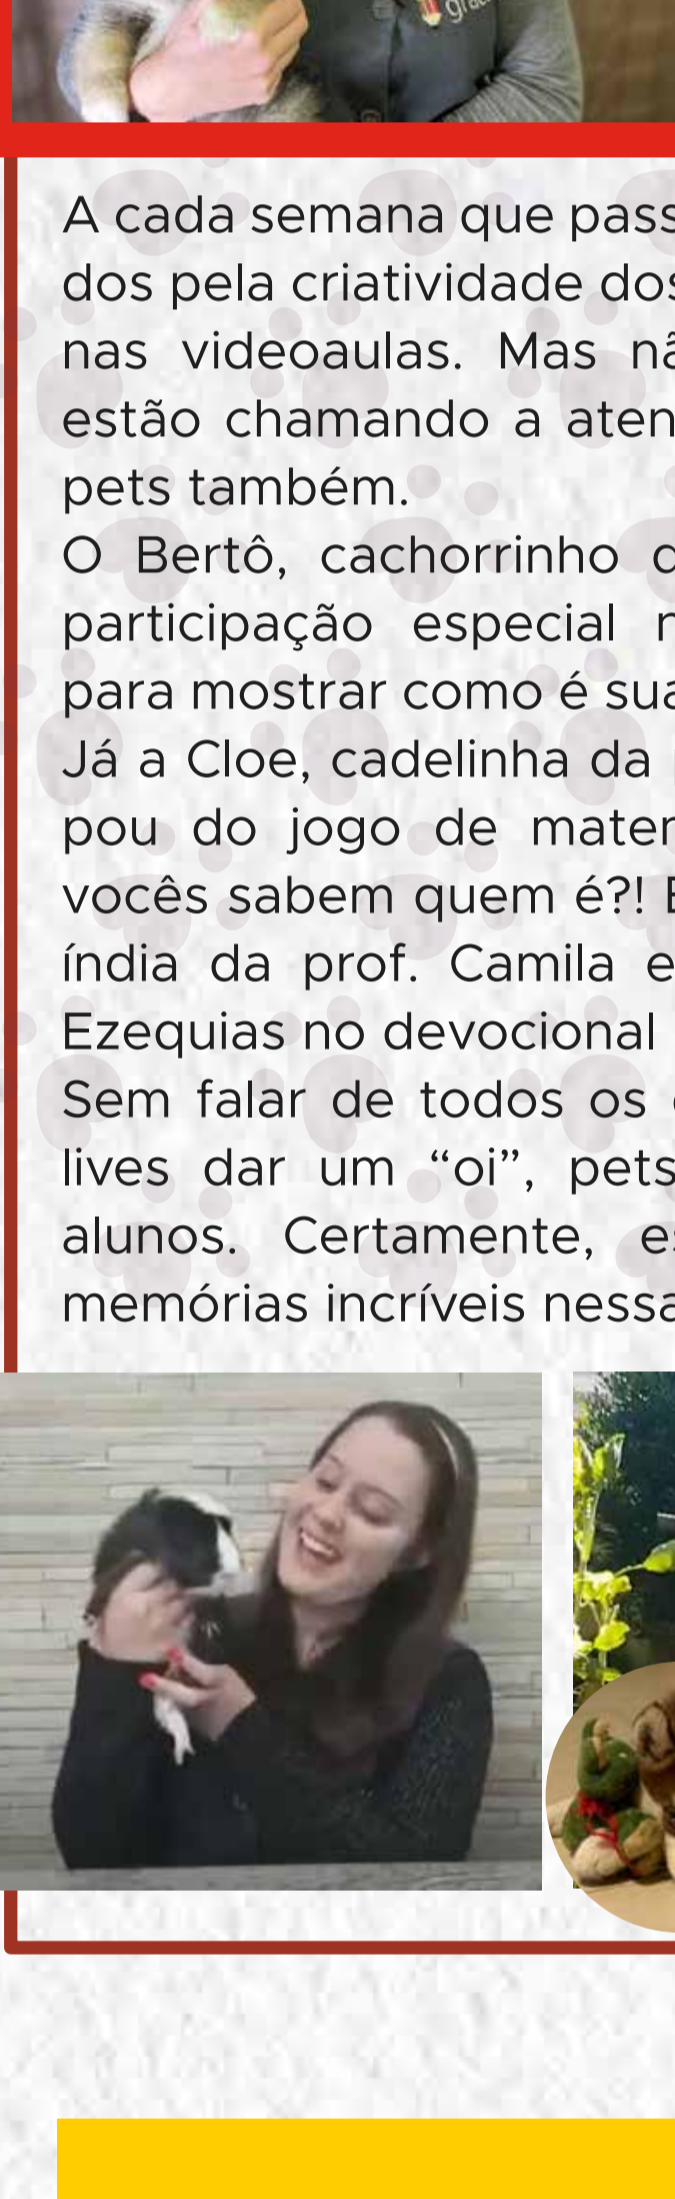 A cada semana que pass
dos pela criatividade dos
nas videoaulas. Mas nã
estão chamando a aten
pets também.
O Bertô, cachorrinho
participação especial
para mostrar como é sua
Já a Cloe, cadelinha da
pou do jogo de mater
vocês sabem quem é?!
índia da prof. Camila e
Ezequias no devocional
Sem falar de todos os
lives dar um “oi”, pets
alunos. Certamente, es
memórias incríveis nessa